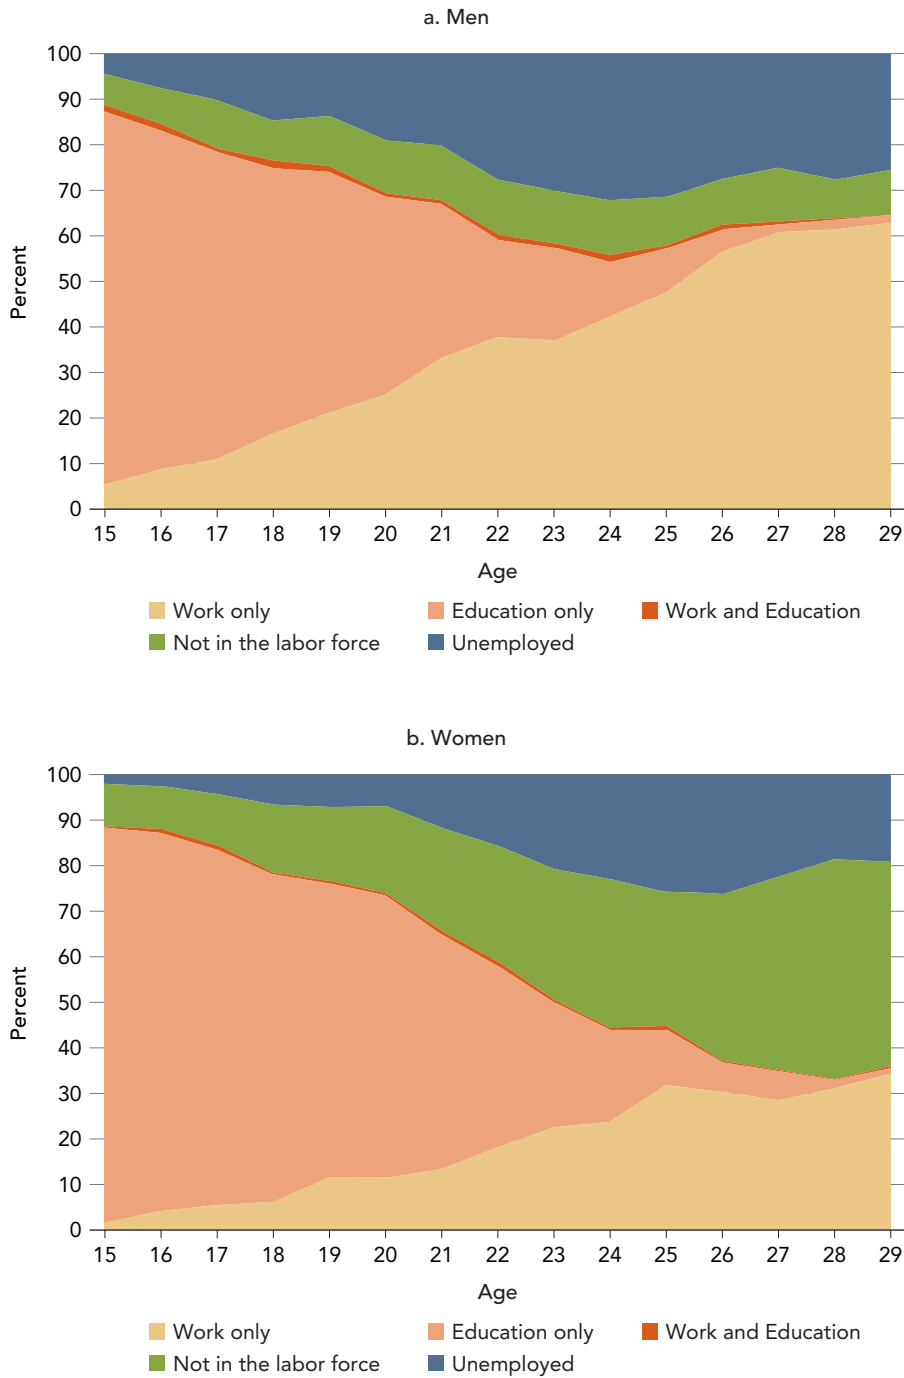 a. Men
100
90
80
70
60
50
40
30
20
10
0
Percent
15 16 17 18 19 20 21 22 23 24 25 26 27 28 29
Age
Work only Education only Work and Education
Not in the labor force Unemployed
b. Women
100
90
80
70
60
50
40
30
20
10
0
Percent
15 16 17 18 19 20 21 22 23 24 25 26 27 28 29
Age
Work only Education only Work and Education
Not in the labor force Unemployed